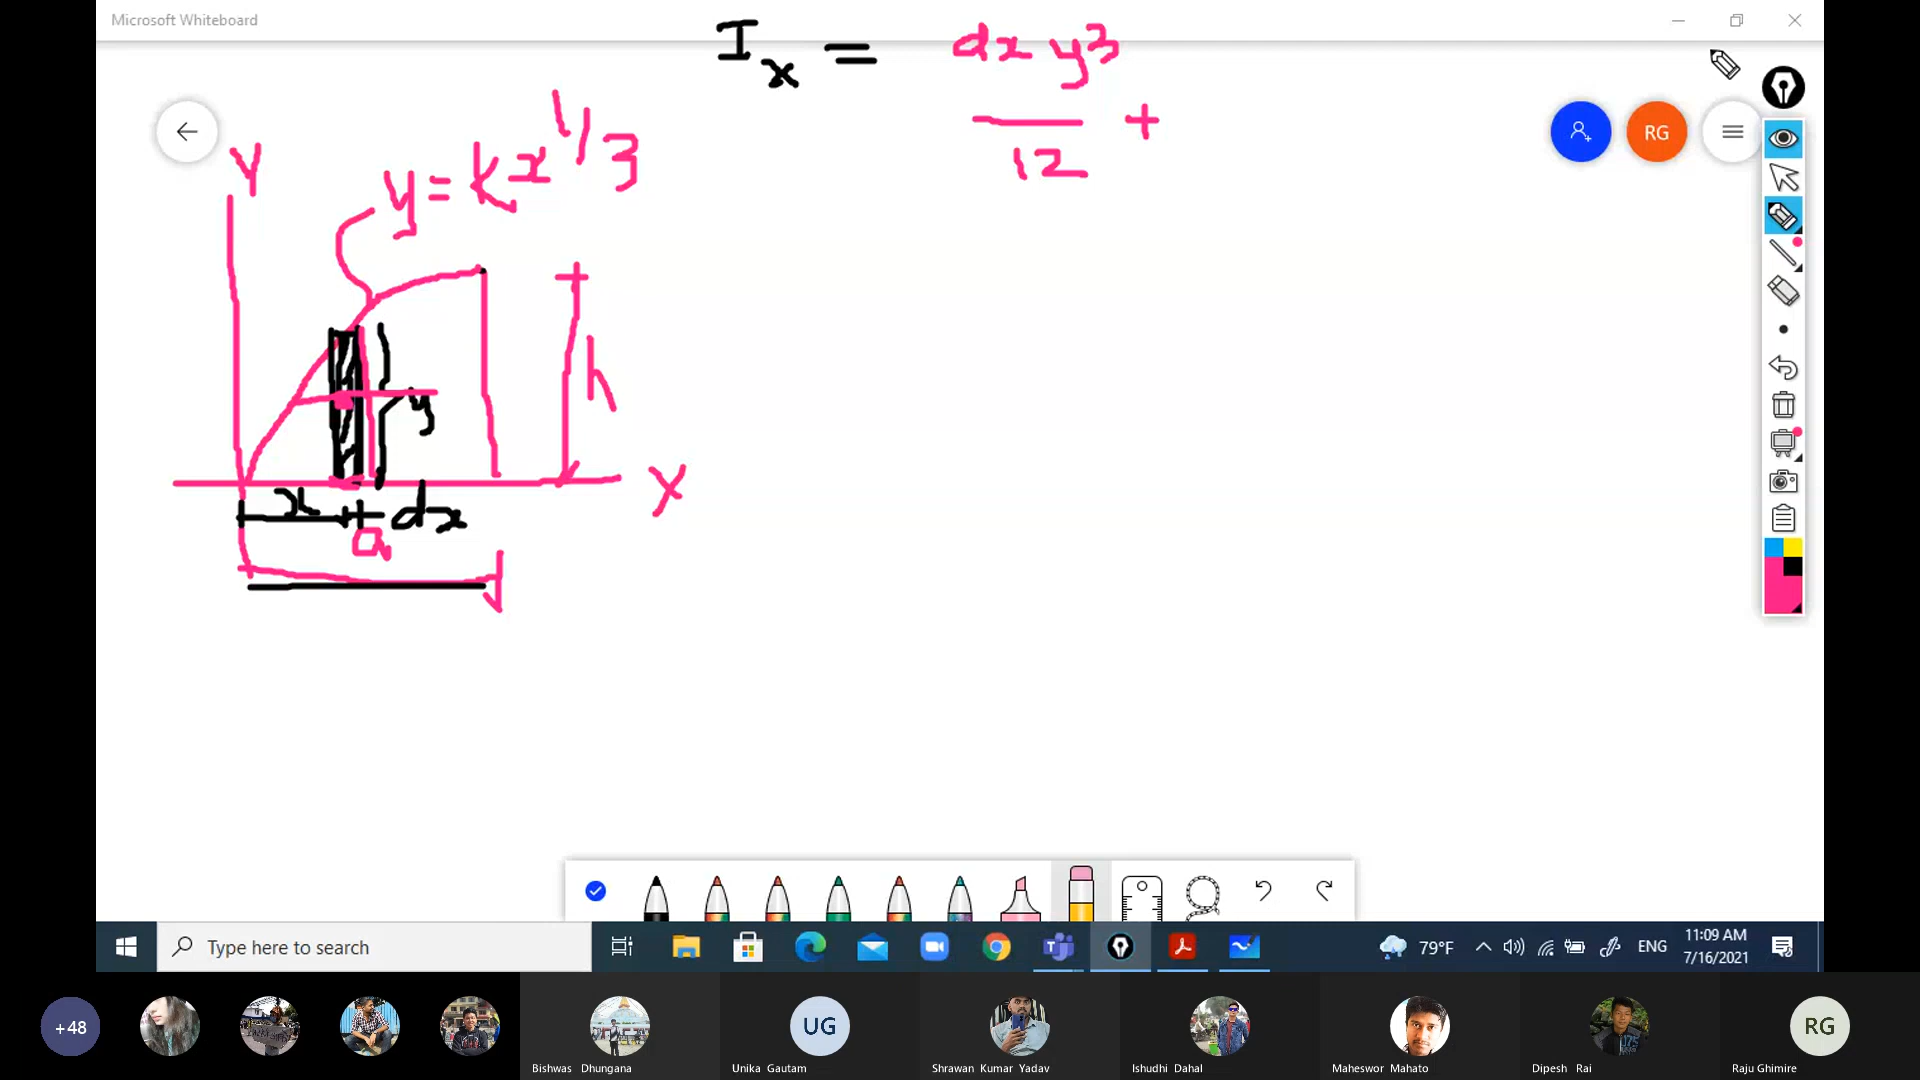 Microsoft Whiteboard
I x = dx y3
12 +
RG
Y
y = kx 1/3
h
y
x
dx
X
a
Type here to search
79°F
ENG
11:09 AM
7/16/2021
+48
UG
RG
Bishwas Dhungana
Unika Gautam
Shrawan Kumar Yadav
Ishudhi Dahal
Maheswor Mahato
Dipesh Rai
Raju Ghimire